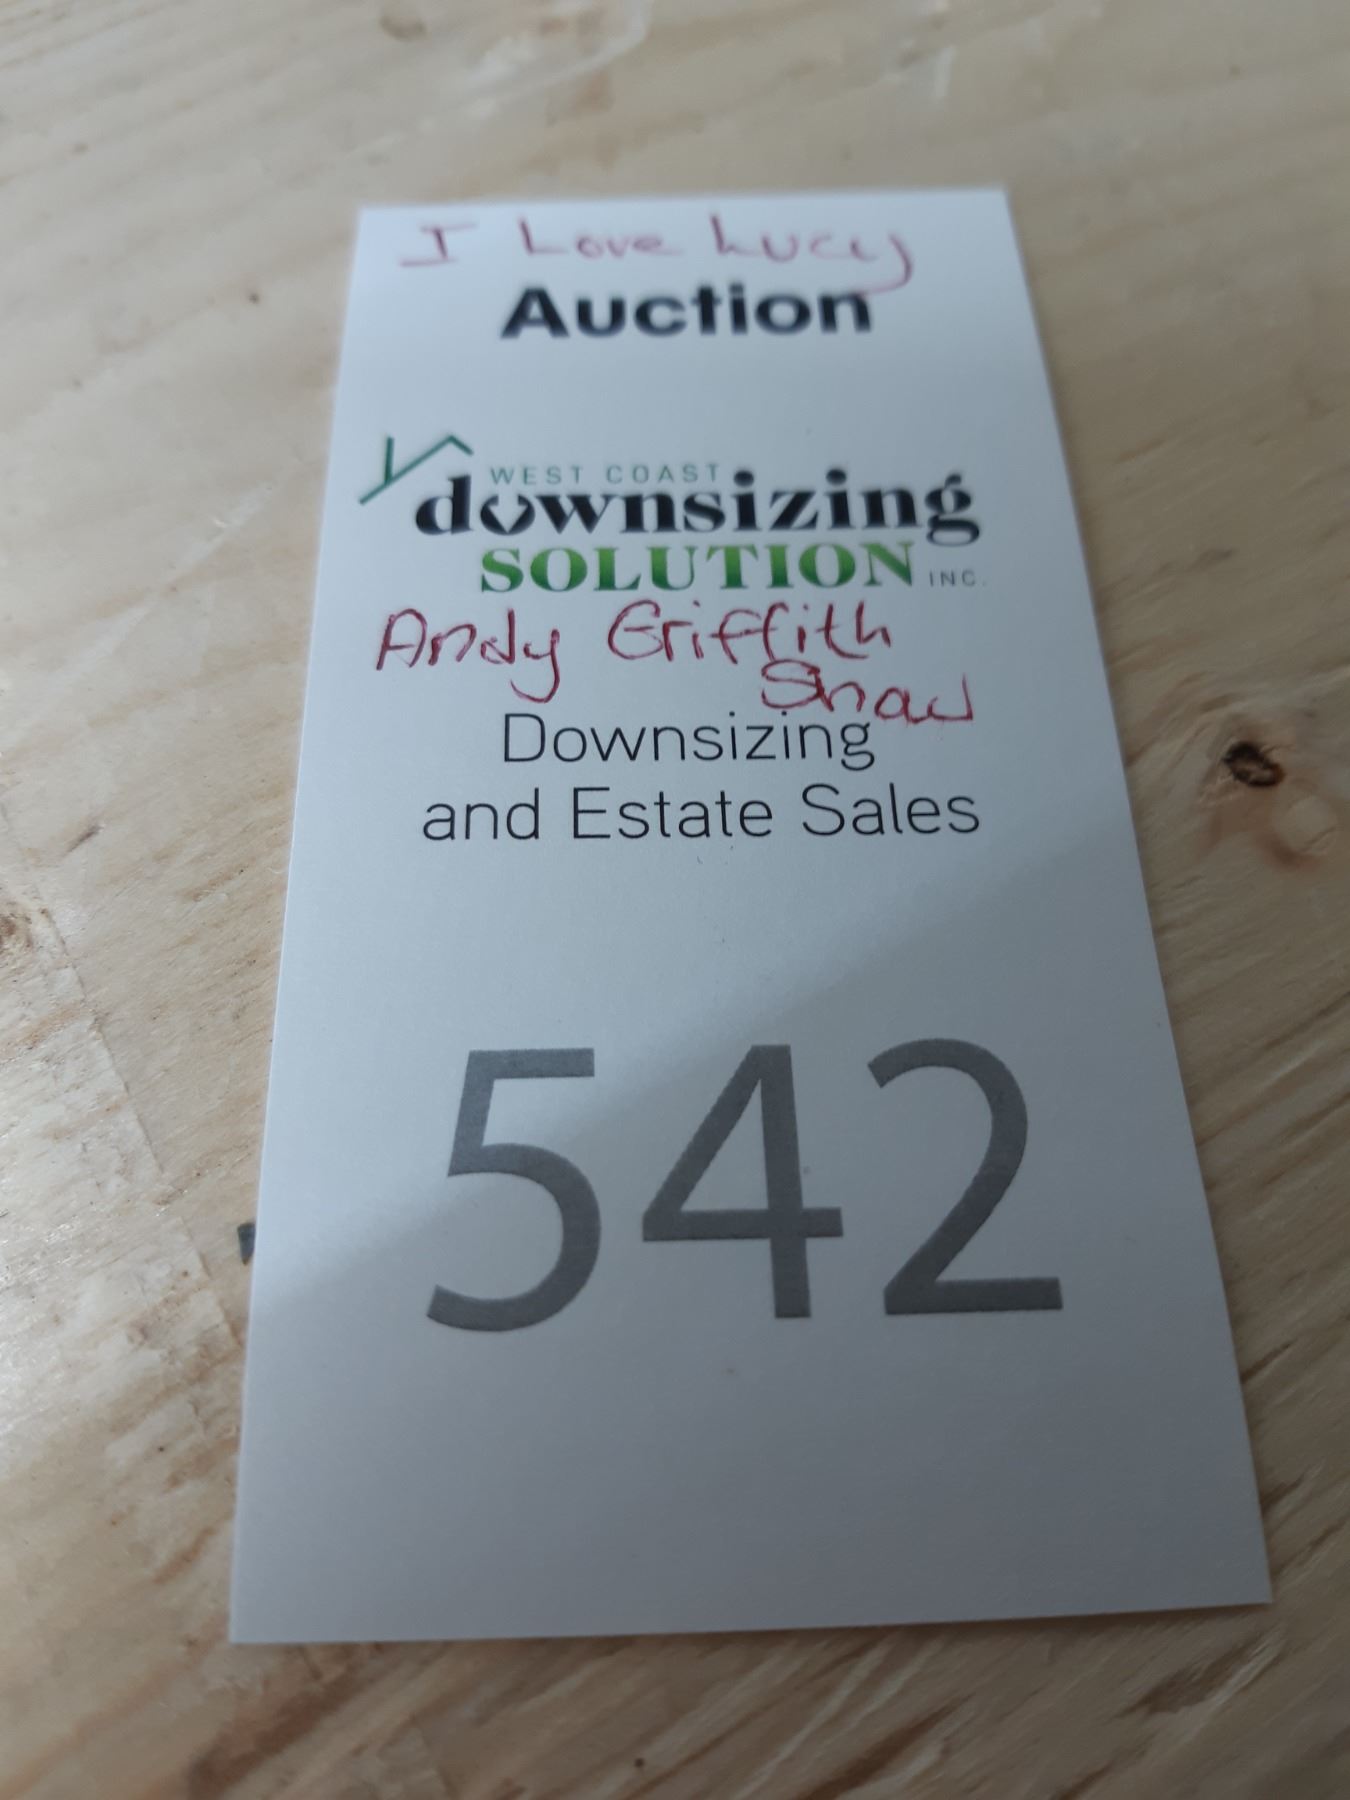 I Love Lucy
Auction
WEST COAST
downsizing
SOLUTION INC.
Andy Griffith
Show
Downsizing
and Estate Sales
542